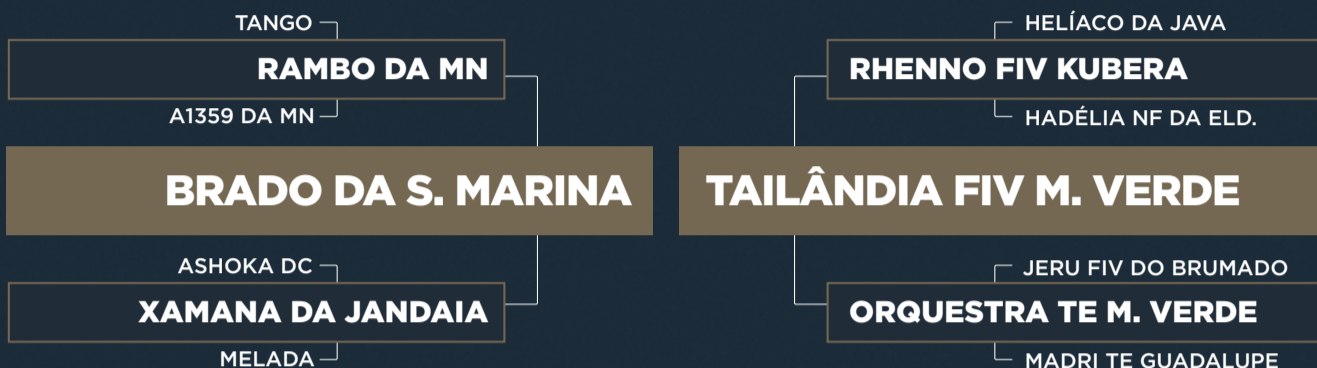 TANGO
RAMBO DA MN
A1359 DA MN
BRADO DA S. MARINA
ASHOKA DC
XAMANA DA JANDAIA
MELADA
HELÍACO DA JAVA
RHENNO FIV KUBERA
HADÉLIA NF DA ELD.
TAILÂNDIA FIV M. VERDE
JERU FIV DO BRUMADO
ORQUESTRA TE M. VERDE
MADRI TE GUADALUPE